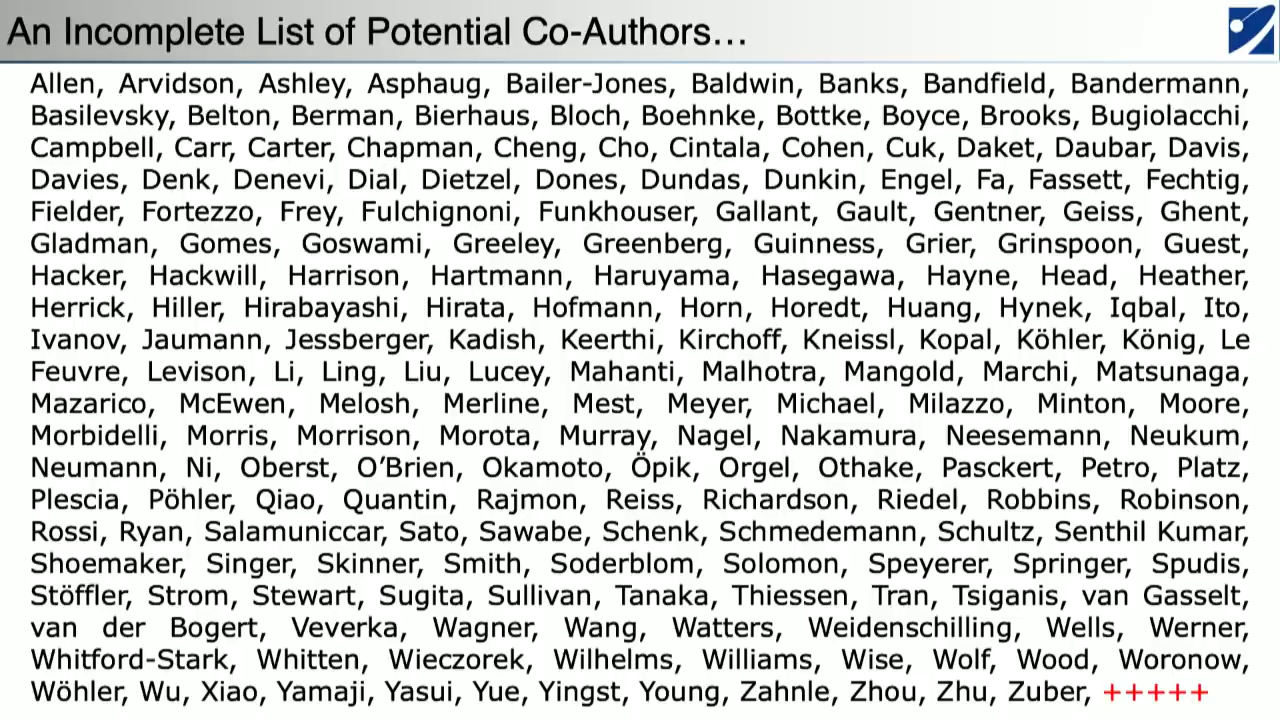 An Incomplete List of Potential Co-Authors…
Allen, Arvidson, Ashley, Asphaug, Bailer-Jones, Baldwin, Banks, Bandfield, Bandermann,
Basilevsky, Belton, Berman, Bierhaus, Bloch, Boehnke, Bottke, Boyce, Brooks, Bugiolacchi,
Campbell, Carr, Carter, Chapman, Cheng, Cho, Cintala, Cohen, Cuk, Daket, Daubar, Davis,
Davies, Denk, Denevi, Dial, Dietzel, Dones, Dundas, Dunkin, Engel, Fa, Fassett, Fechtig,
Fielder, Fortezzo, Frey, Fulchignoni, Funkhouser, Gallant, Gault, Gentner, Geiss, Ghent,
Gladman, Gomes, Goswami, Greeley, Greenberg, Guinness, Grier, Grinspoon, Guest,
Hacker, Hackwill, Harrison, Hartmann, Haruyama, Hasegawa, Hayne, Head, Heather,
Herrick, Hiller, Hirabayashi, Hirata, Hofmann, Horn, Horedt, Huang, Hynek, Iqbal, Ito,
Ivanov, Jaumann, Jessberger, Kadish, Keerthi, Kirchoff, Kneissl, Kopal, Köhler, König, Le
Feuvre, Levison, Li, Ling, Liu, Lucey, Mahanti, Malhotra, Mangold, Marchi, Matsunaga,
Mazarico, McEwen, Melosh, Merline, Mest, Meyer, Michael, Milazzo, Minton, Moore,
Morbidelli, Morris, Morrison, Morota, Murray, Nagel, Nakamura, Neesemann, Neukum,
Neumann, Ni, Oberst, O’Brien, Okamoto, Öpik, Orgel, Othake, Pasckert, Petro, Platz,
Plescia, Pöhler, Qiao, Quantin, Rajmon, Reiss, Richardson, Riedel, Robbins, Robinson,
Rossi, Ryan, Salamuniccar, Sato, Sawabe, Schenk, Schmedemann, Schultz, Senthil Kumar,
Shoemaker, Singer, Skinner, Smith, Soderblom, Solomon, Speyerer, Springer, Spudis,
Stöffler, Strom, Stewart, Sugita, Sullivan, Tanaka, Thiessen, Tran, Tsiganis, van Gasselt,
van der Bogert, Veverka, Wagner, Wang, Watters, Weidenschilling, Wells, Werner,
Whitford-Stark, Whitten, Wieczorek, Wilhelms, Williams, Wise, Wolf, Wood, Woronow,
Wöhler, Wu, Xiao, Yamaji, Yasui, Yue, Yingst, Young, Zahnle, Zhou, Zhu, Zuber, +++++